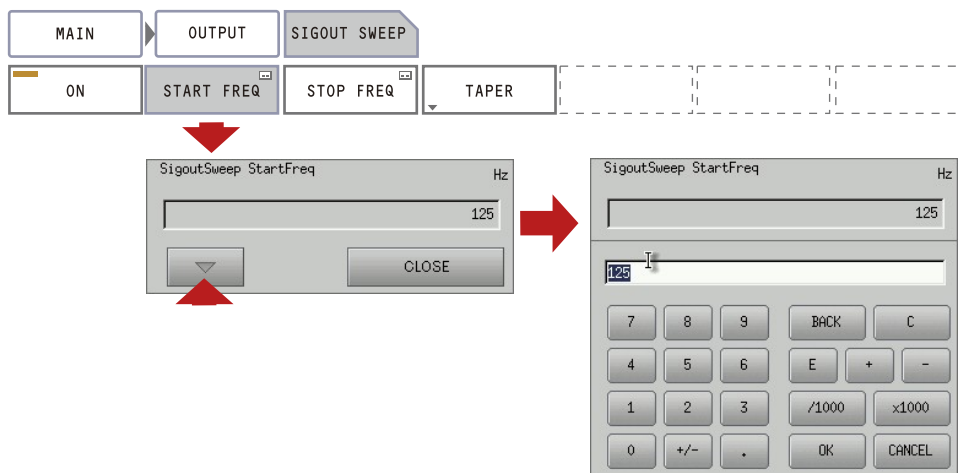 MAIN OUTPUT SIGOUT SWEEP
ON START FREQ STOP FREQ TAPER
SigoutSweep StartFreq
Hz
125
CLOSE
SigoutSweep StartFreq
Hz
125
125
7 8 9 BACK C
4 5 6 E + -
1 2 3 /1000 x1000
0 +/- . OK CANCEL